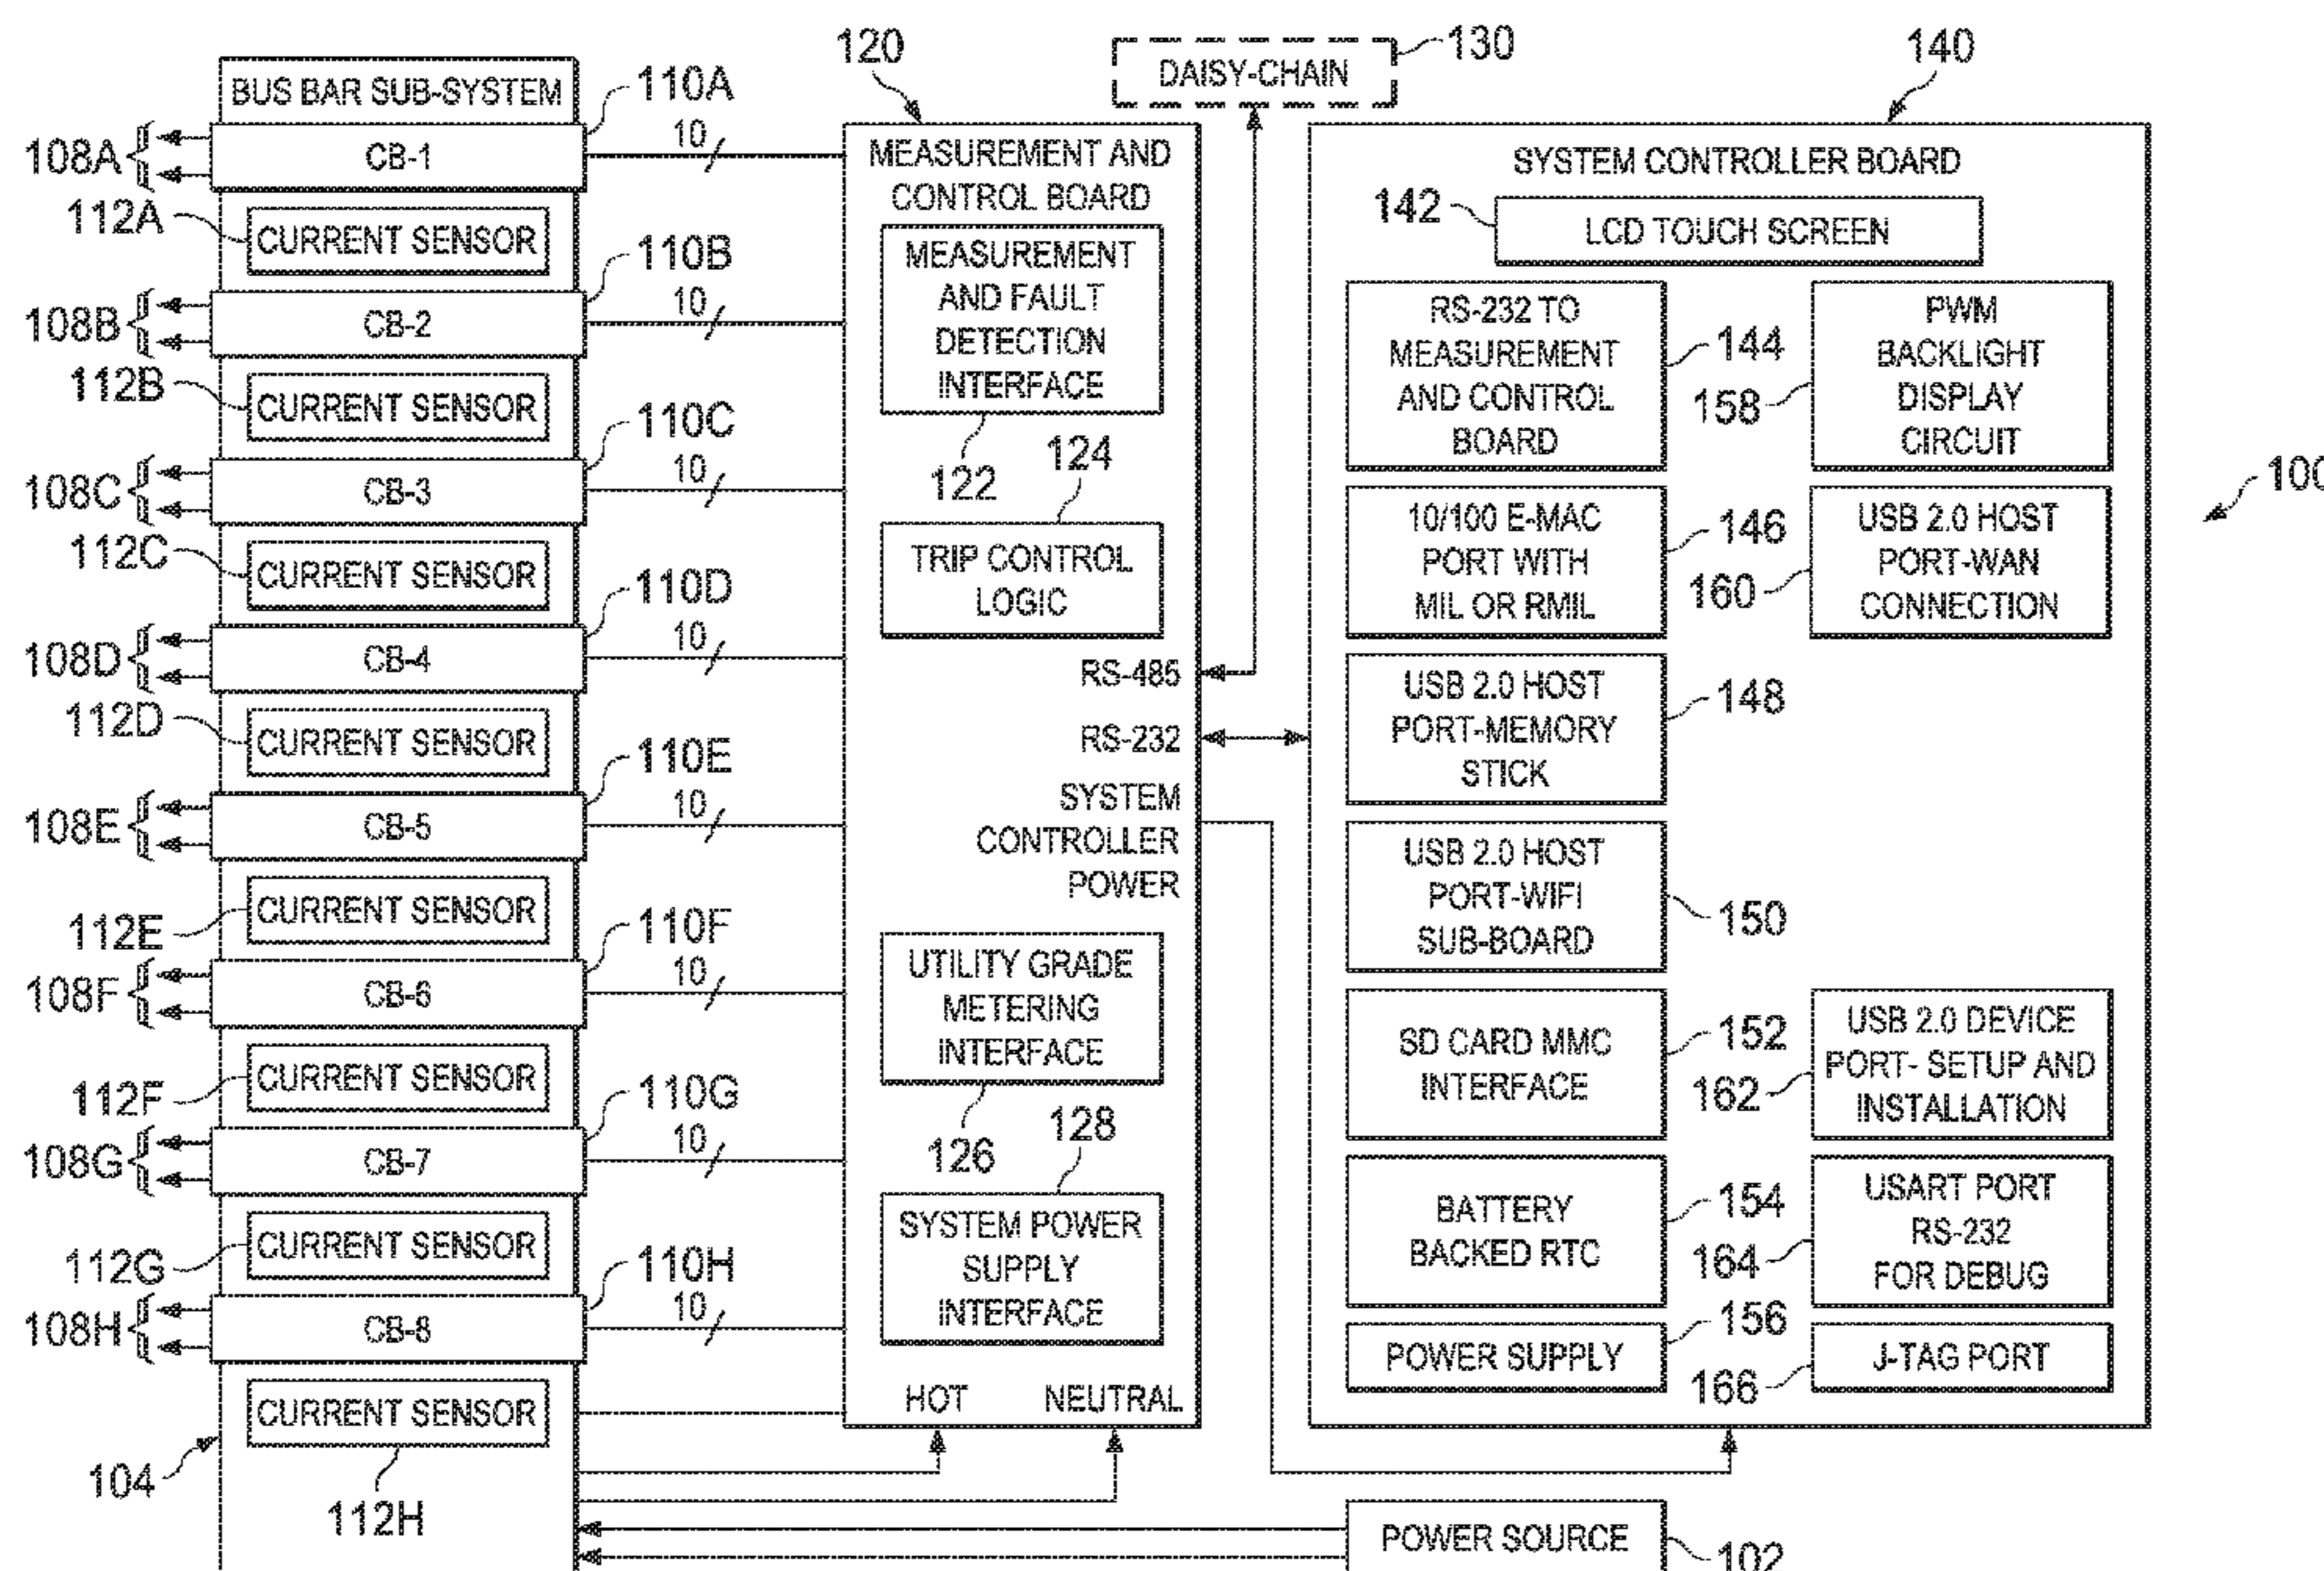 120
DAISY-CHAIN
130
140
BUS BAR SUB-SYSTEM
110A
108A
CB-1
10
112A
CURRENT SENSOR
110B
108B
CB-2
10
112B
CURRENT SENSOR
110C
108C
CB-3
10
112C
CURRENT SENSOR
110D
108D
CB-4
10
112D
CURRENT SENSOR
110E
108E
CB-5
10
112E
CURRENT SENSOR
110F
108F
CB-6
10
112F
CURRENT SENSOR
110G
108G
CB-7
10
112G
CURRENT SENSOR
110H
108H
CB-8
10
CURRENT SENSOR
104
112H
MEASUREMENT AND
CONTROL BOARD
MEASUREMENT
AND FAULT
DETECTION
INTERFACE
122
124
TRIP CONTROL
LOGIC
RS-485
RS-232
SYSTEM
CONTROLLER
POWER
UTILITY GRADE
METERING
INTERFACE
126
128
SYSTEM POWER
SUPPLY
INTERFACE
HOT
NEUTRAL
SYSTEM CONTROLLER BOARD
142
LCD TOUCH SCREEN
RS-232 TO
MEASUREMENT
AND CONTROL
BOARD
144
158
PWM
BACKLIGHT
DISPLAY
CIRCUIT
100
10/100 E-MAC
PORT WITH
MIL OR RMIL
146
160
USB 2.0 HOST
PORT-WAN
CONNECTION
USB 2.0 HOST
PORT-MEMORY
STICK
148
USB 2.0 HOST
PORT-WIFI
SUB-BOARD
150
SD CARD MMC
INTERFACE
152
162
USB 2.0 DEVICE
PORT- SETUP AND
INSTALLATION
BATTERY
BACKED RTC
154
164
USART PORT
RS-232
FOR DEBUG
POWER SUPPLY
156
166
J-TAG PORT
POWER SOURCE
102